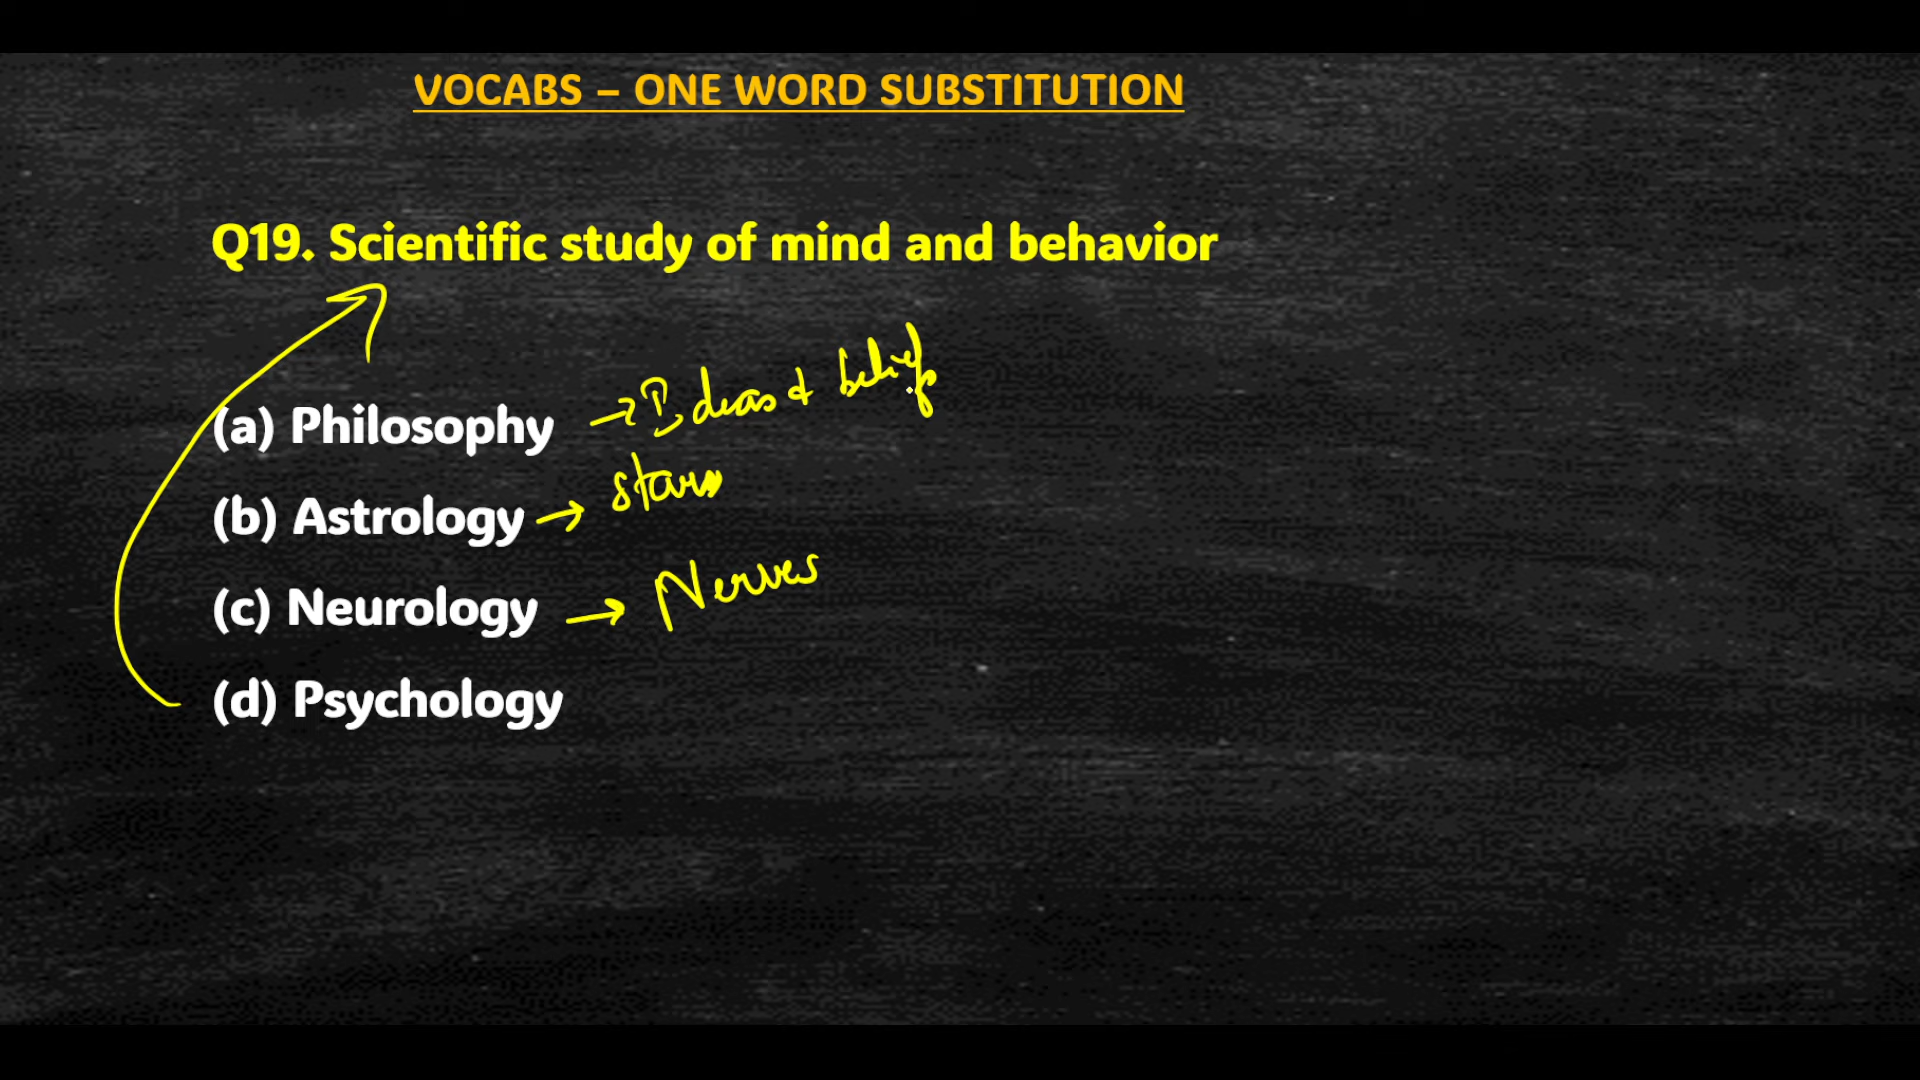 VOCABS – ONE WORD SUBSTITUTION
Q19. Scientific study of mind and behavior
(a) Philosophy → Ideas & beliefs
(b) Astrology → stars
(c) Neurology → Nerves
(d) Psychology